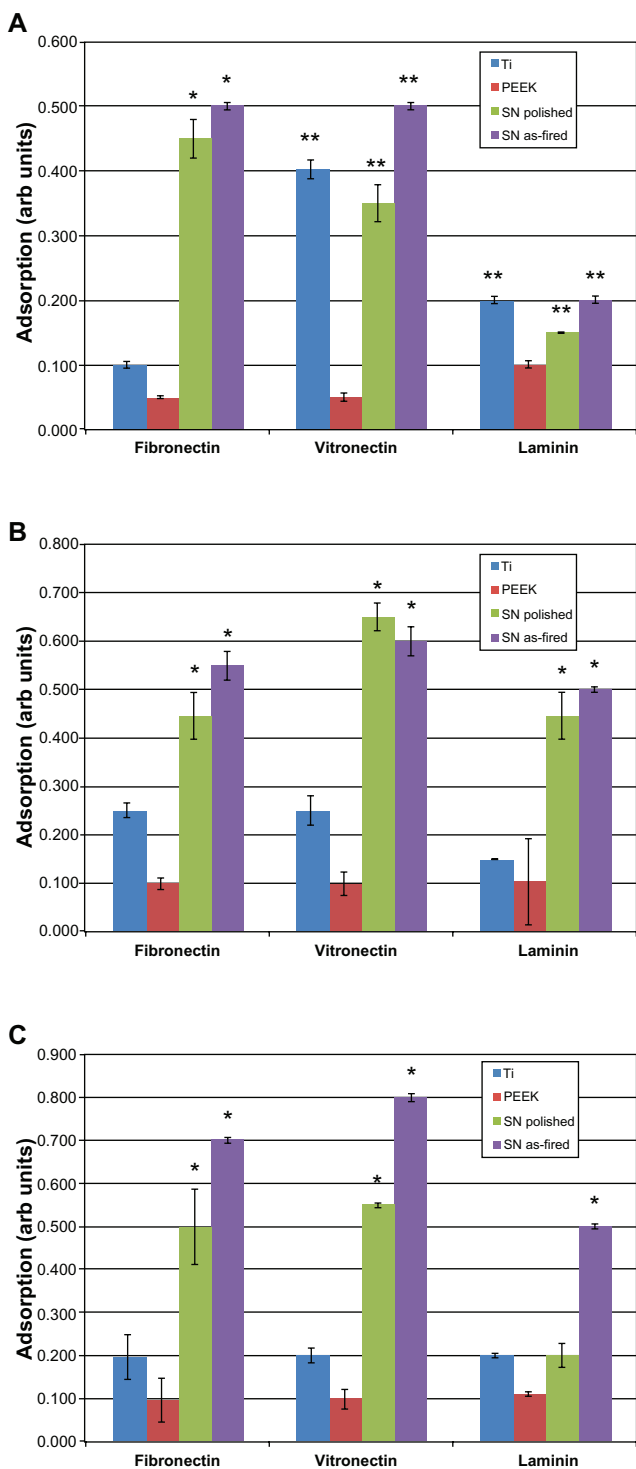 A
Adsorption (arb units)
0.600
0.500
0.400
0.300
0.200
0.100
0.000
Ti
PEEK
SN polished
SN as-fired
* *
** ** **
** ** **
Fibronectin Vitronectin Laminin
B
Adsorption (arb units)
0.800
0.700
0.600
0.500
0.400
0.300
0.200
0.100
0.000
Ti
PEEK
SN polished
SN as-fired
* *
* *
* *
Fibronectin Vitronectin Laminin
C
Adsorption (arb units)
0.900
0.800
0.700
0.600
0.500
0.400
0.300
0.200
0.100
0.000
Ti
PEEK
SN polished
SN as-fired
* *
* *
*
Fibronectin Vitronectin Laminin